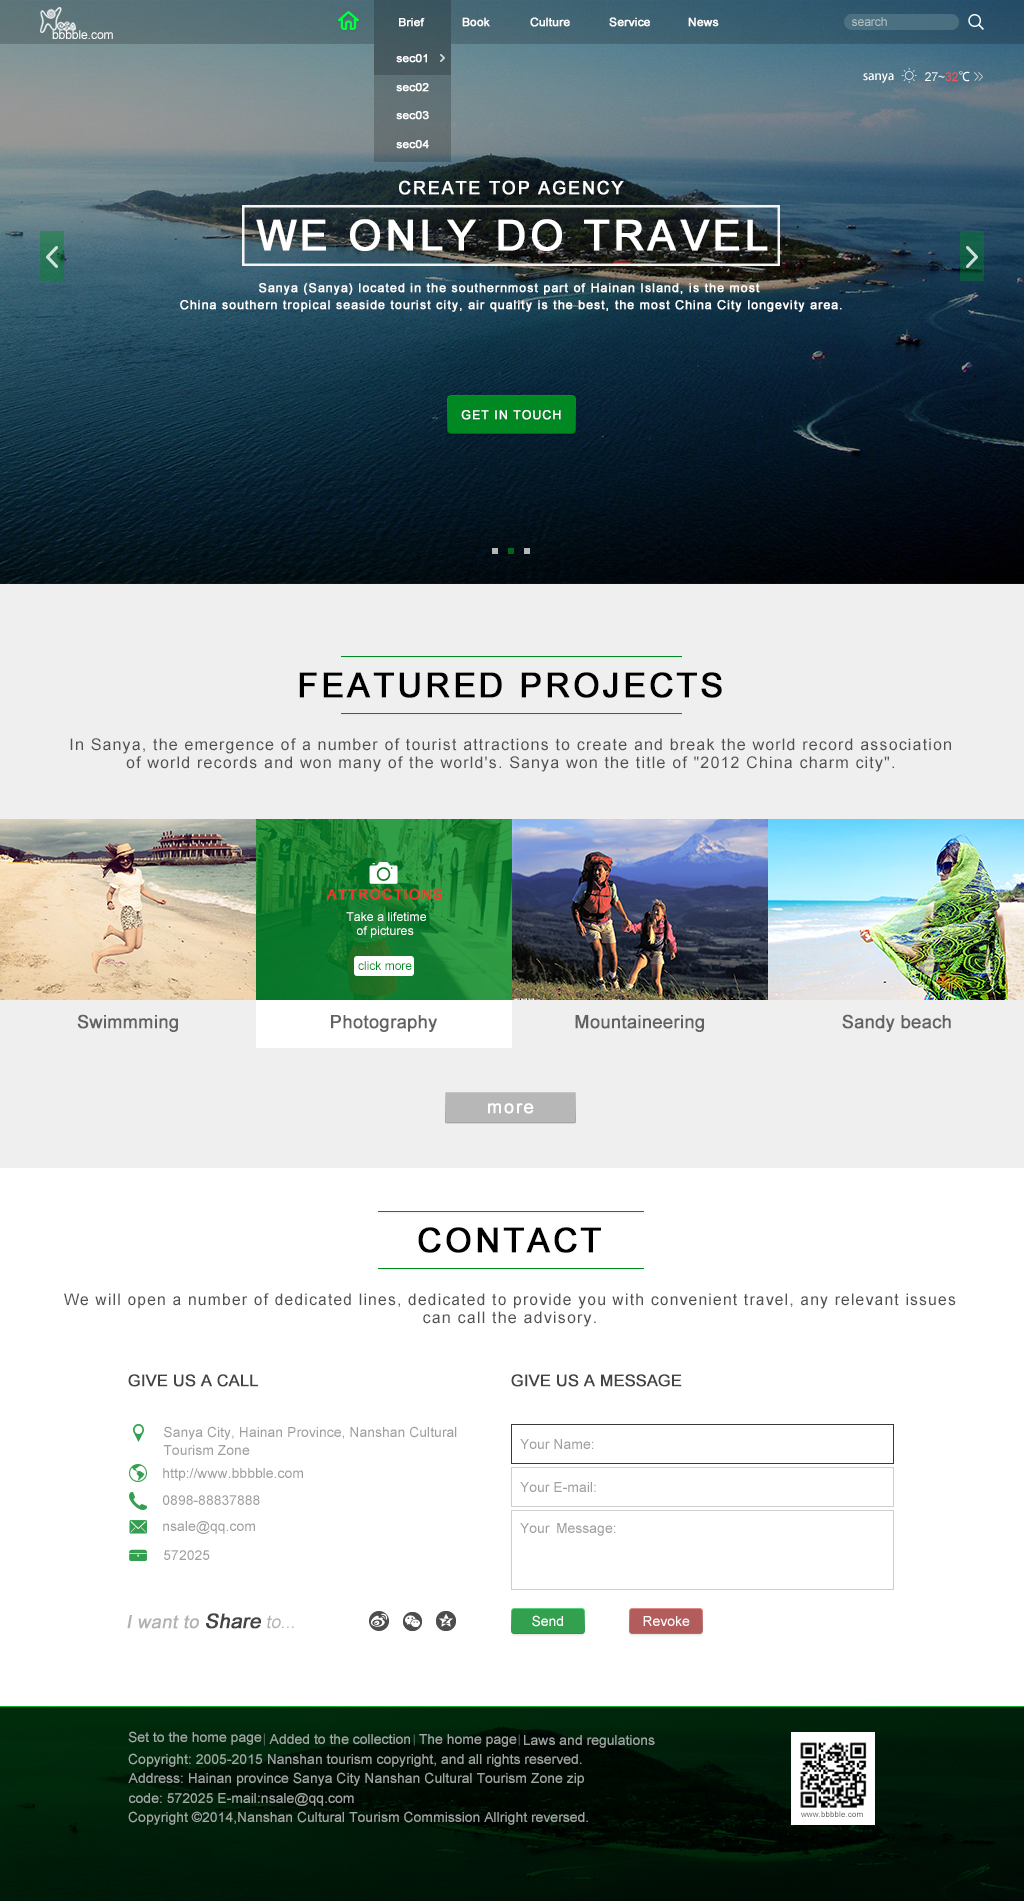 bbbble.com
Brief
Book
Culture
Service
News
search
sec01
sec02
sec03
sec04
sanya 27~32℃
CREATE TOP AGENCY
WE ONLY DO TRAVEL
Sanya (Sanya) located in the southernmost part of Hainan Island, is the most
China southern tropical seaside tourist city, air quality is the best, the most China City longevity area.
GET IN TOUCH
FEATURED PROJECTS
In Sanya, the emergence of a number of tourist attractions to create and break the world record association
of world records and won many of the world's. Sanya won the title of "2012 China charm city".
ATTROCTIONS
Take a lifetime
of pictures
click more
Swimmming
Photography
Mountaineering
Sandy beach
more
CONTACT
We will open a number of dedicated lines, dedicated to provide you with convenient travel, any relevant issues
can call the advisory.
GIVE US A CALL
Sanya City, Hainan Province, Nanshan Cultural
Tourism Zone
http://www.bbbble.com
0898-88837888
nsale@qq.com
572025
I want to Share to...
GIVE US A MESSAGE
Your Name:
Your E-mail:
Your Message:
Send
Revoke
Set to the home page| Added to the collection| The home page| Laws and regulations
Copyright: 2005-2015 Nanshan tourism copyright, and all rights reserved.
Address: Hainan province Sanya City Nanshan Cultural Tourism Zone zip
code: 572025 E-mail:nsale@qq.com
Copyright ©2014,Nanshan Cultural Tourism Commission Allright reversed.
www.bbbble.com